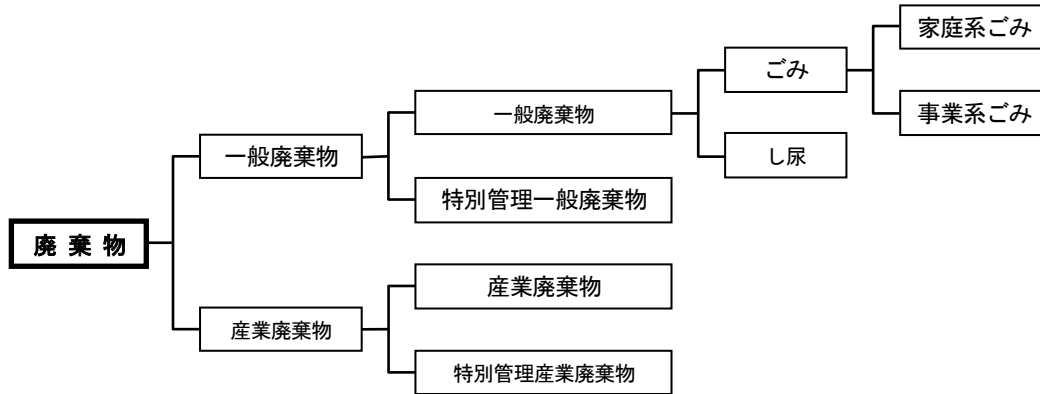 家庭系ごみ
ごみ
一般廃棄物
事業系ごみ
一般廃棄物
し尿
特別管理一般廃棄物
廃 棄 物
産業廃棄物
産業廃棄物
特別管理産業廃棄物